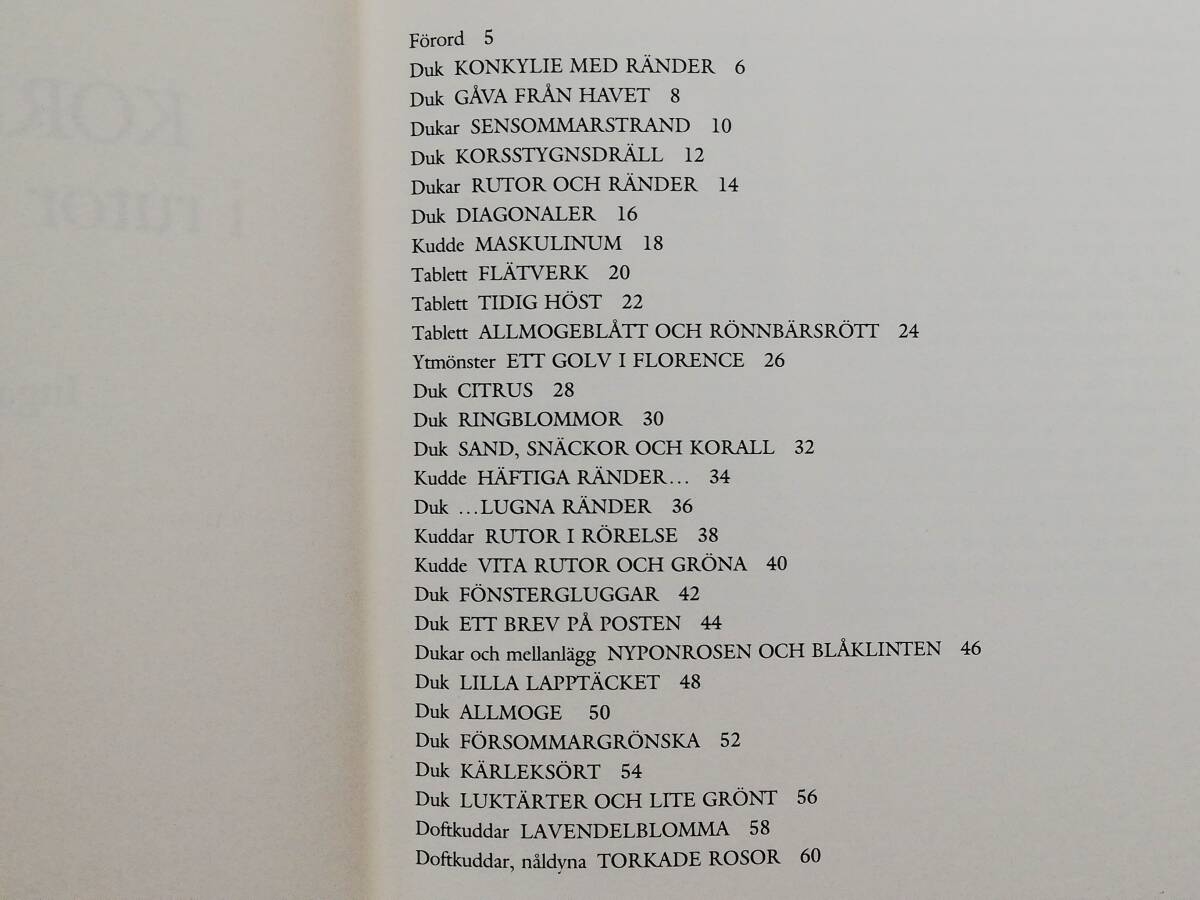 Förord 5
Duk KONKYLIE MED RÄNDER 6
Duk GÅVA FRÅN HAVET 8
Dukar SENSOMMARSTRAND 10
Duk KORSSTYGNSDRÄLL 12
Dukar RUTOR OCH RÄNDER 14
Duk DIAGONALER 16
Kudde MASKULINUM 18
Tablett FLÄTVERK 20
Tablett TIDIG HÖST 22
Tablett ALLMOGEBLÅTT OCH RÖNNBÄRSRÖTT 24
Ytmönster ETT GOLV I FLORENCE 26
Duk CITRUS 28
Duk RINGBLOMMOR 30
Duk SAND, SNÄCKOR OCH KORALL 32
Kudde HÄFTIGA RÄNDER... 34
Duk ...LUGNA RÄNDER 36
Kuddar RUTOR I RÖRELSE 38
Kudde VITA RUTOR OCH GRÖNA 40
Duk FÖNSTERGLUGGAR 42
Duk ETT BREV PÅ POSTEN 44
Dukar och mellanlägg NYPONROSEN OCH BLÅKLINTEN 46
Duk LILLA LAPPTÄCKET 48
Duk ALLMOGE 50
Duk FÖRSOMMARGRÖNSKA 52
Duk KÄRLEKSÖRT 54
Duk LUKTÄRTER OCH LITE GRÖNT 56
Doftkuddar LAVENDELBLOMMA 58
Doftkuddar, nåldyna TORKADE ROSOR 60